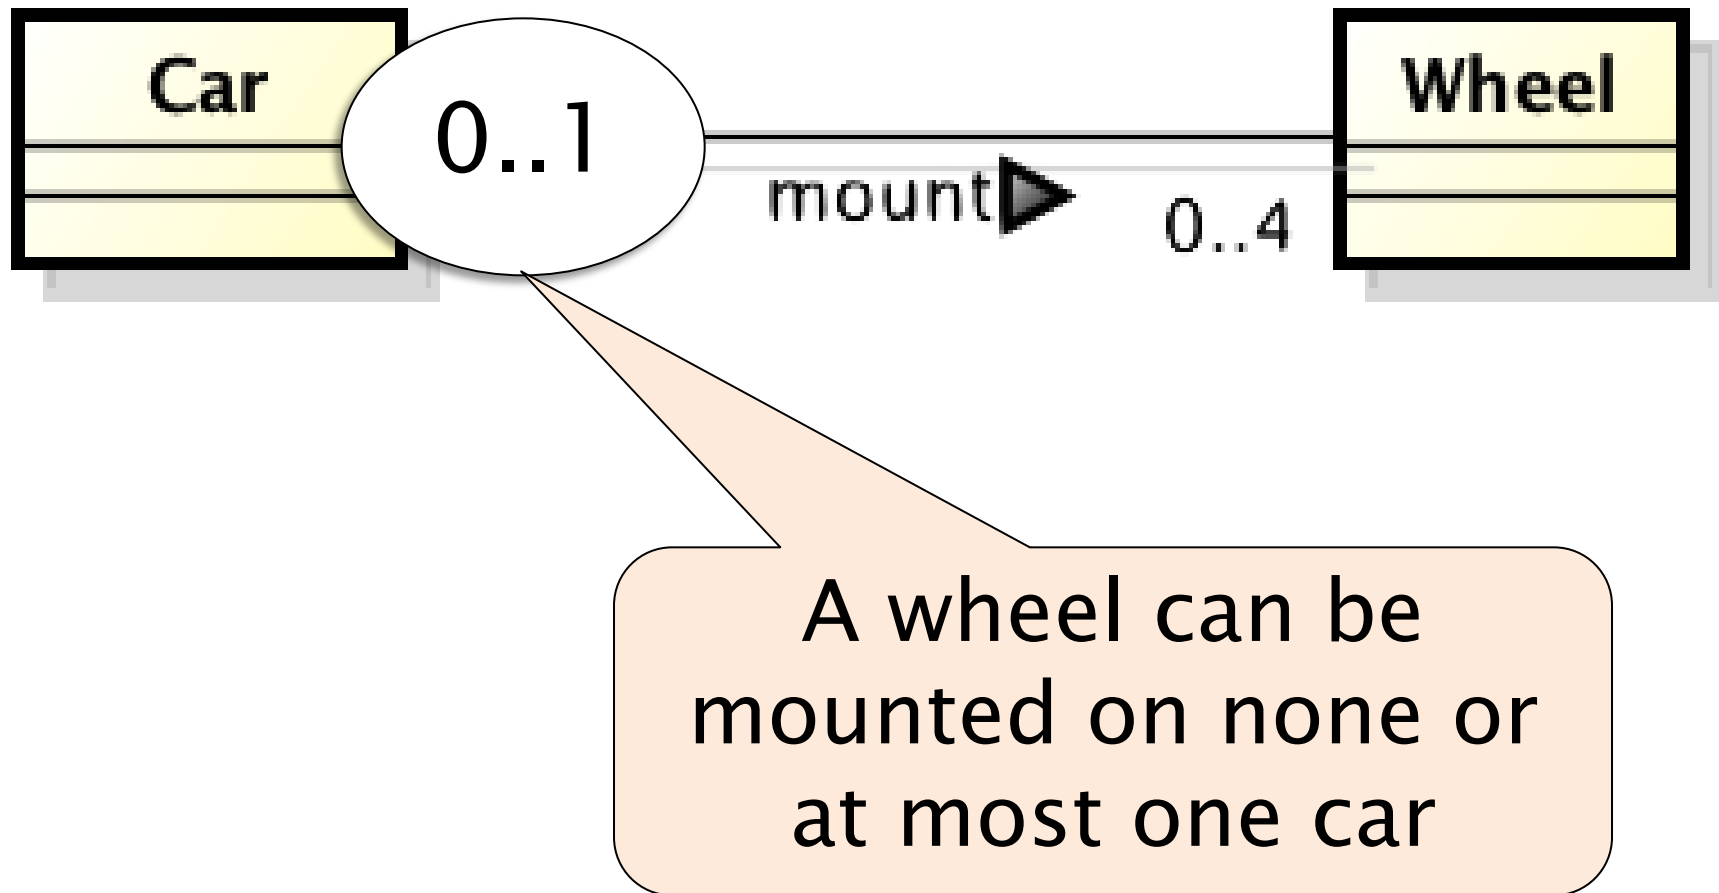 Car
0..1
mount
0..4
Wheel
A wheel can be
mounted on none or
at most one car